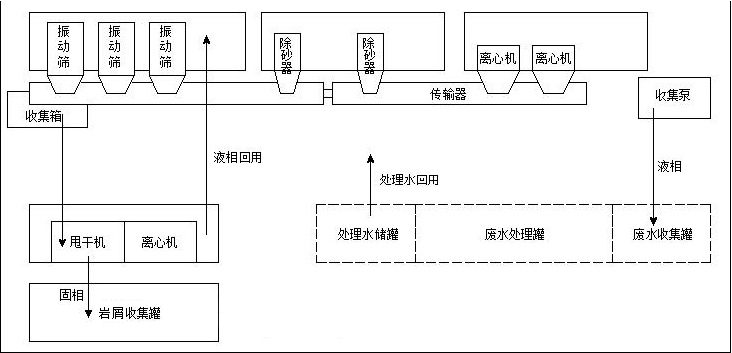 振动筛
振动筛
振动筛
除砂器
除砂器
离心机
离心机
传输器
收集泵
收集箱
液相回用
处理水回用
液相
甩干机
离心机
处理水储罐
废水处理罐
废水收集罐
固相
岩屑收集罐